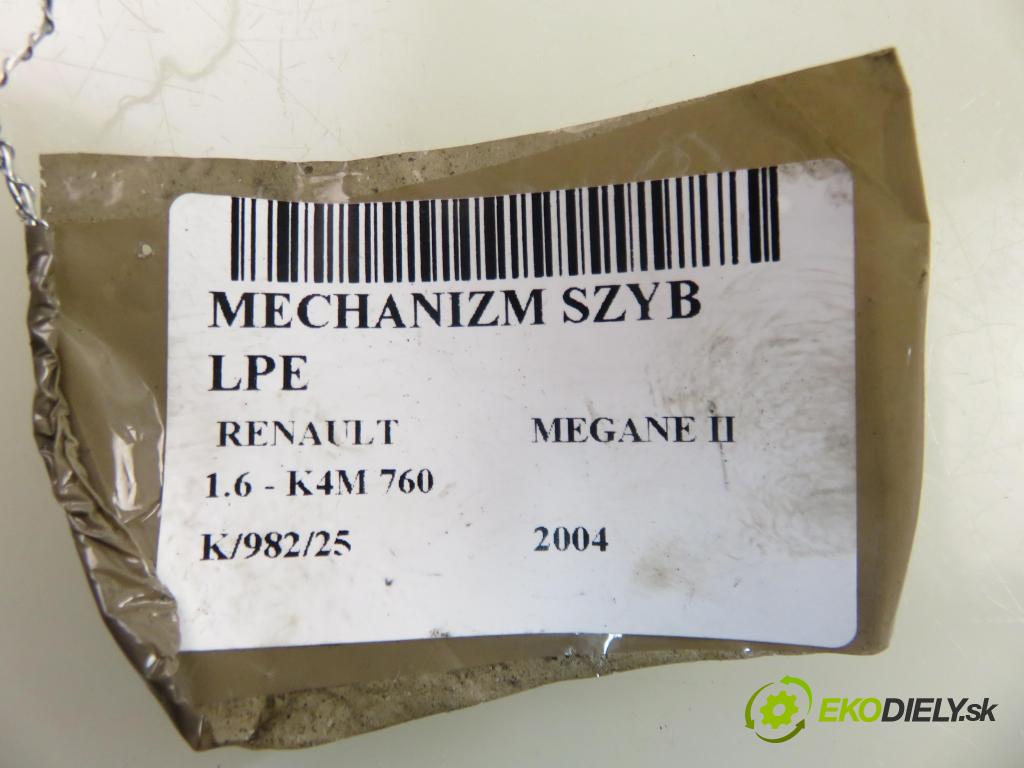 MECHANIZM SZYB
LPE
RENAULT MEGANE II
1.6 - K4M 760
K/982/25 2004
EKODIELY.sk